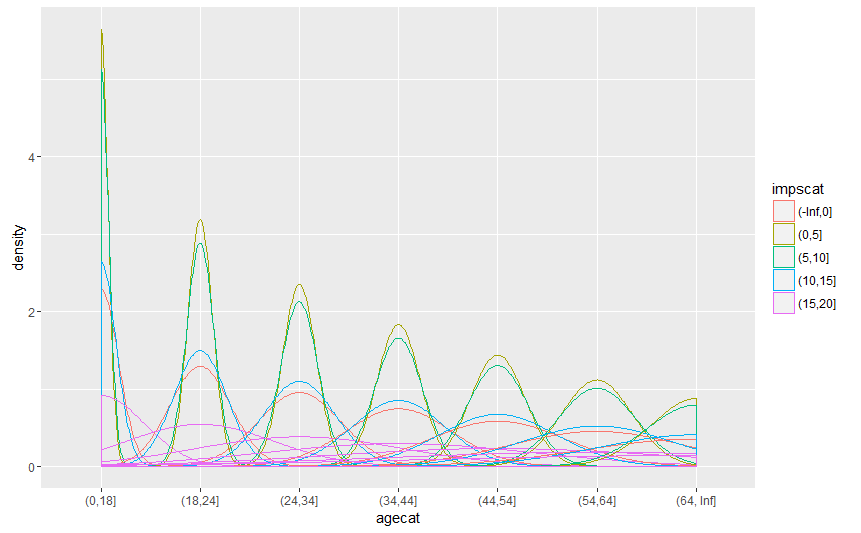 density
4
2
0
(0,18]
(18,24]
(24,34]
(34,44]
(44,54]
(54,64]
(64, Inf]
agecat
impscat
(-Inf,0]
(0,5]
(5,10]
(10,15]
(15,20]